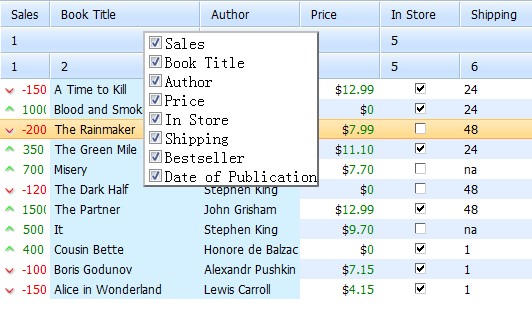 Sales Book Title Author Price In Store Shipping
1 5
1 2 5 6
Sales
Book Title
Author
Price
In Store
Shipping
Bestseller
Date of Publication
-150 A Time to Kill $12.99 24
1000 Blood and Smok $0 24
-200 The Rainmaker $7.99 48
350 The Green Mile $11.10 24
700 Misery $7.70 na
-120 The Dark Half Stephen King $0 48
1500 The Partner John Grisham $12.99 48
500 It Stephen King $9.70 na
400 Cousin Bette Honore de Balzac $0 1
-100 Boris Godunov Alexandr Pushkin $7.15 1
-150 Alice in Wonderland Lewis Carroll $4.15 1